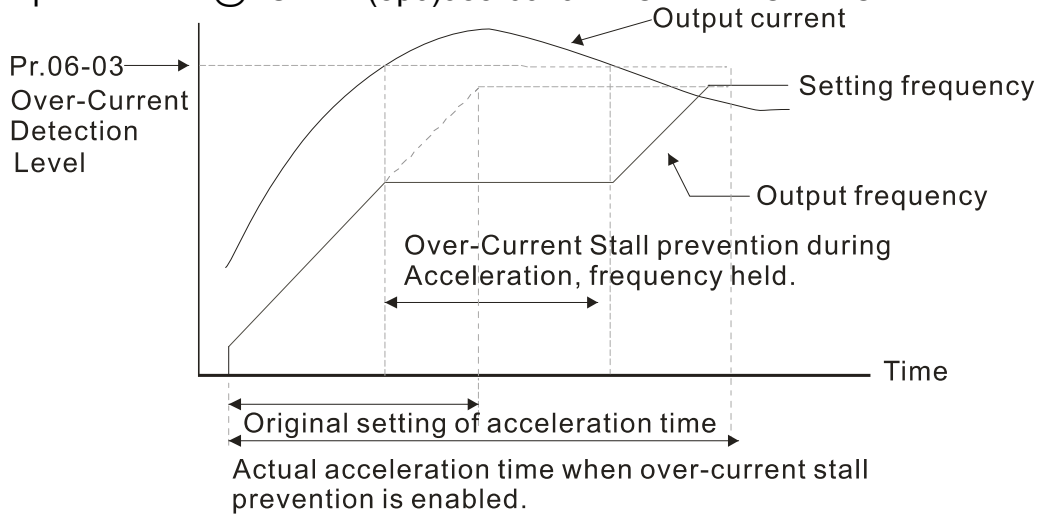 Output current
Pr.06-03
Over-Current
Detection
Level
Setting frequency
Output frequency
Over-Current Stall prevention during
Acceleration, frequency held.
Time
Original setting of acceleration time
Actual acceleration time when over-current stall
prevention is enabled.